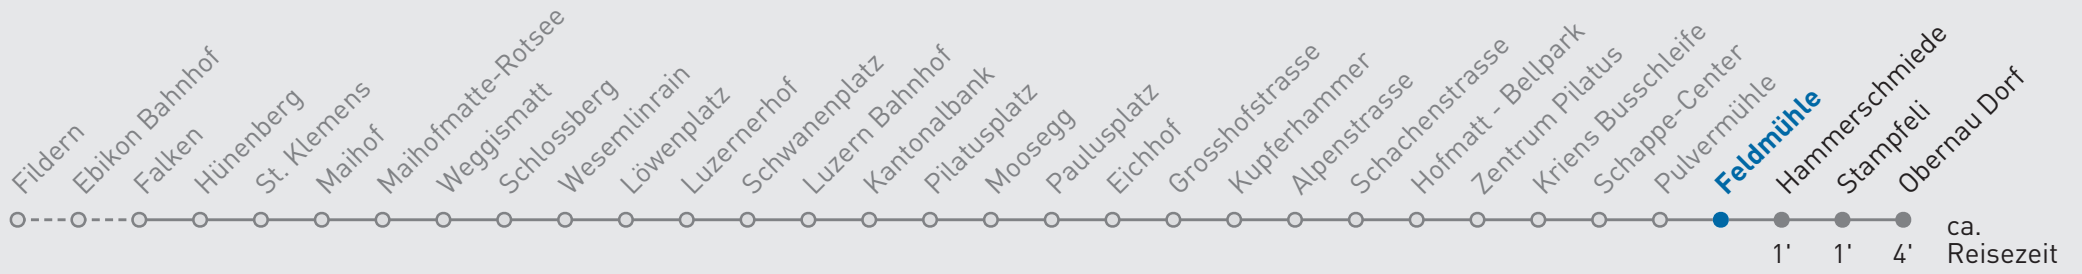 Fildern
Ebikon Bahnhof
Falken
Hünenberg
St. Klemens
Maihof
Maihofmatte-Rotsee
Weggismatt
Schlossberg
Wesemlinrain
Löwenplatz
Luzernerhof
Schwanenplatz
Luzern Bahnhof
Kantonalbank
Pilatusplatz
Moosegg
Paulusplatz
Eichhof
Grosshofstrasse
Kupferhammer
Alpenstrasse
Schachenstrasse
Hofmatt - Bellpark
Zentrum Pilatus
Kriens Busschleife
Schappe-Center
Pulvermühle
Feldmühle
Hammerschmiede
Stampfeli
Obernau Dorf
ca.
1' 1' 4' Reisezeit